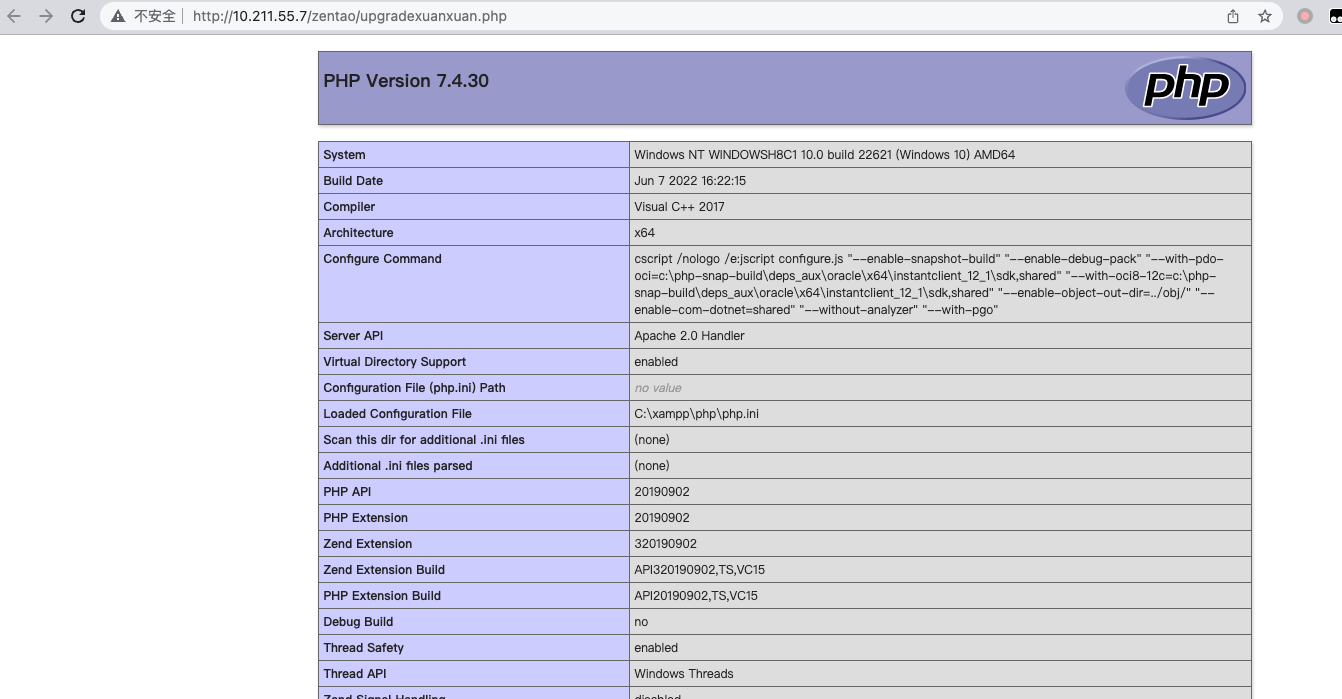 不安全 http://10.211.55.7/zentao/upgradexuanxuan.php
PHP Version 7.4.30
php
System Windows NT WINDOWSH8C1 10.0 build 22621 (Windows 10) AMD64
Build Date Jun 7 2022 16:22:15
Compiler Visual C++ 2017
Architecture x64
Configure Command cscript /nologo /e:jscript configure.js "--enable-snapshot-build" "--enable-debug-pack" "--with-pdo-
oci=c:\php-snap-build\deps_aux\oracle\x64\instantclient_12_1\sdk,shared" "--with-oci8-12c=c:\php-
snap-build\deps_aux\oracle\x64\instantclient_12_1\sdk,shared" "--enable-object-out-dir=../obj/" "--
enable-com-dotnet=shared" "--without-analyzer" "--with-pgo"
Server API Apache 2.0 Handler
Virtual Directory Support enabled
Configuration File (php.ini) Path no value
Loaded Configuration File C:\xampp\php\php.ini
Scan this dir for additional .ini files (none)
Additional .ini files parsed (none)
PHP API 20190902
PHP Extension 20190902
Zend Extension 320190902
Zend Extension Build API320190902,TS,VC15
PHP Extension Build API20190902,TS,VC15
Debug Build no
Thread Safety enabled
Thread API Windows Threads
Zend Signal Handling disabled